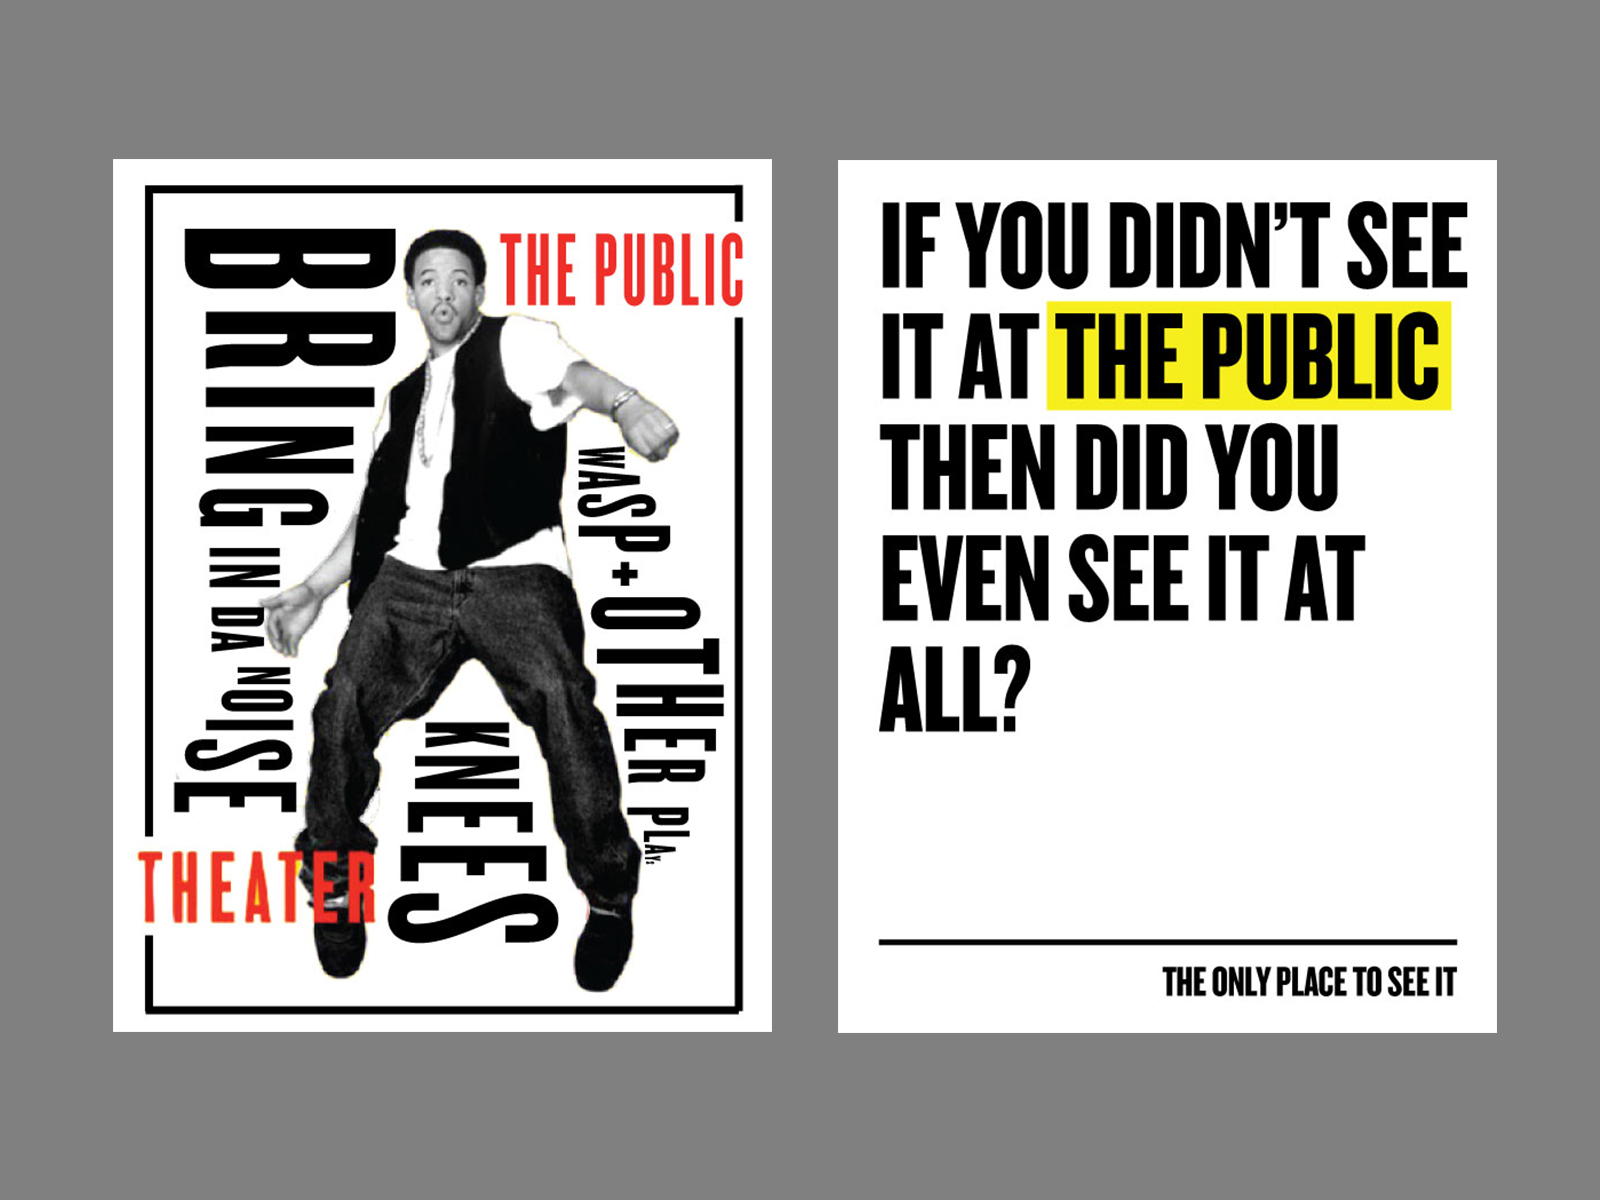 THE PUBLIC
BRING IN DA NOISE
WASP + OTHER PLAY:
KNEES
THEATER
IF YOU DIDN'T SEE
IT AT THE PUBLIC
THEN DID YOU
EVEN SEE IT AT
ALL?
THE ONLY PLACE TO SEE IT